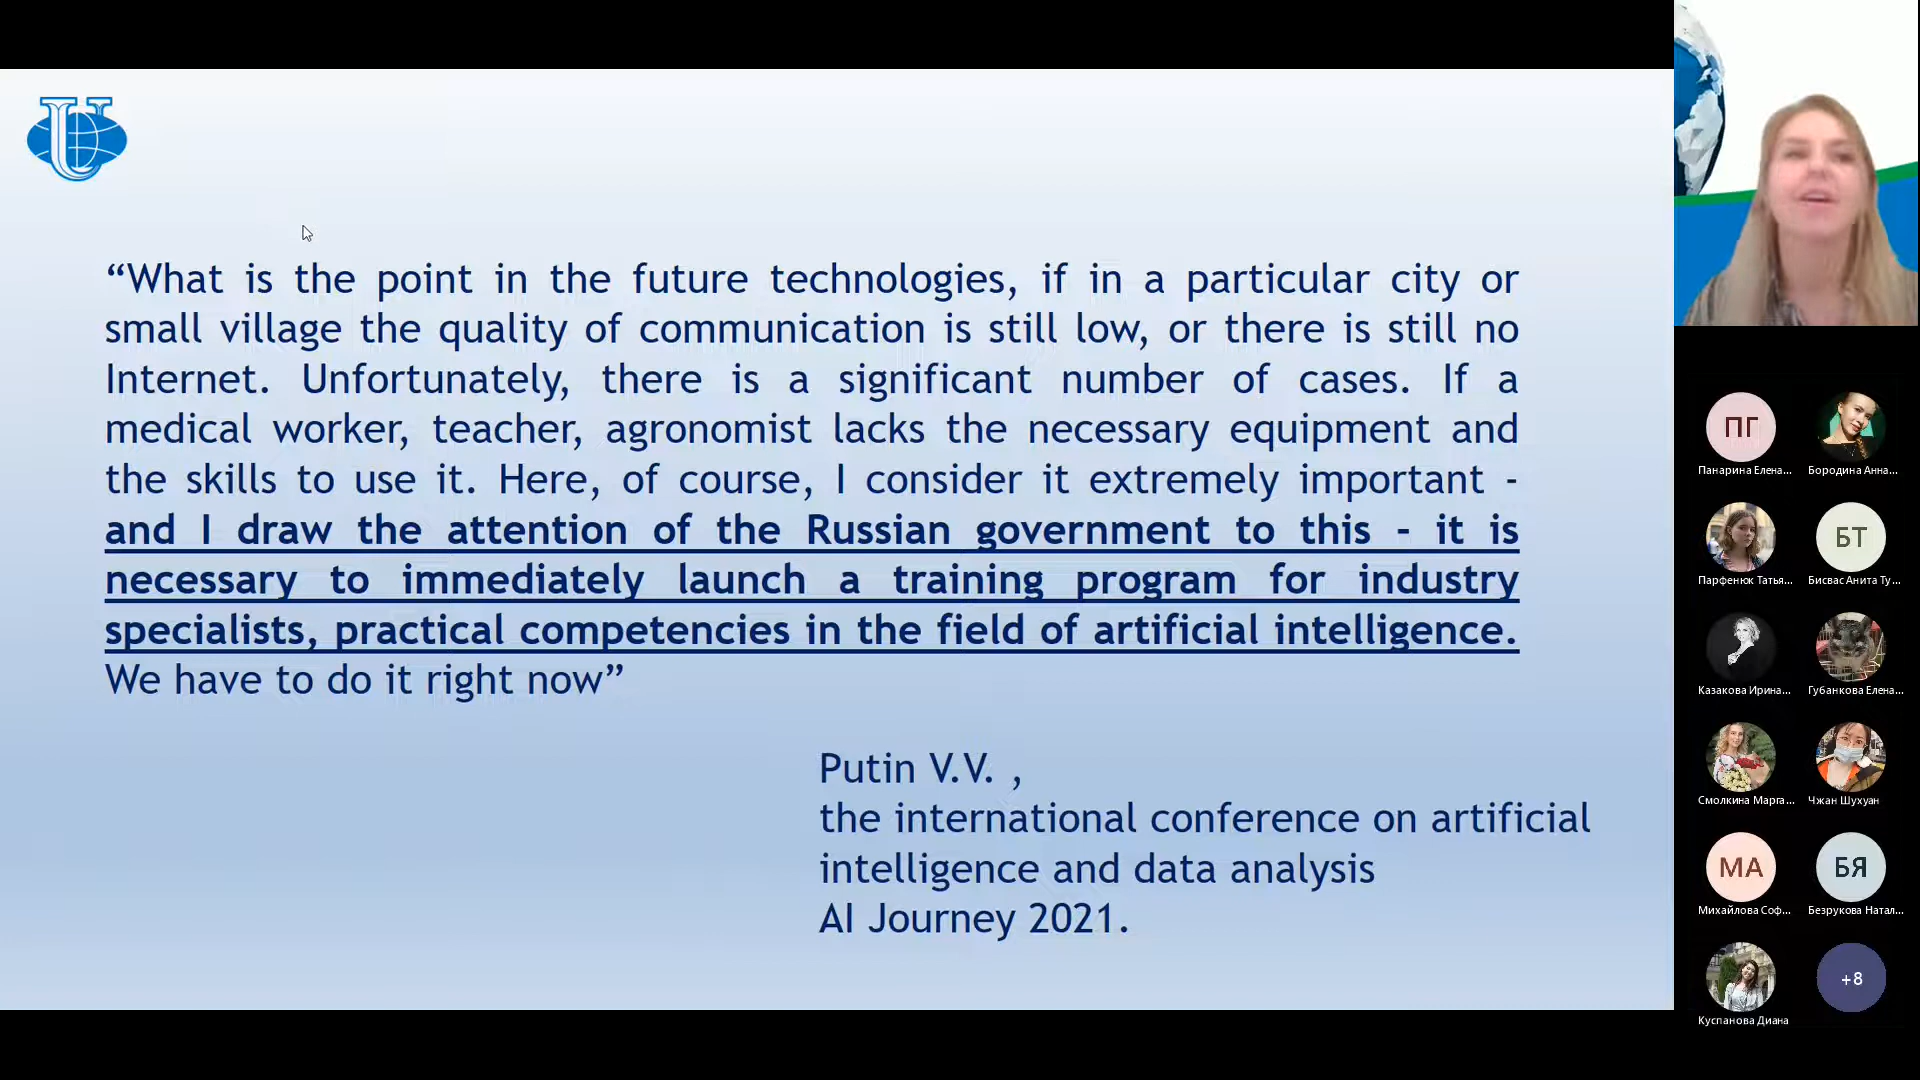 “What is the point in the future technologies, if in a particular city or
small village the quality of communication is still low, or there is still no
Internet. Unfortunately, there is a significant number of cases. If a
medical worker, teacher, agronomist lacks the necessary equipment and
the skills to use it. Here, of course, I consider it extremely important -
and I draw the attention of the Russian government to this - it is
necessary to immediately launch a training program for industry
specialists, practical competencies in the field of artificial intelligence.
We have to do it right now”
Putin V.V. ,
the international conference on artificial
intelligence and data analysis
AI Journey 2021.
ПГ
Панарина Елена...
Бородина Анна...
Парфенюк Татья...
БТ
Бисвас Анита Ту...
Казакова Ирина...
Губанкова Елена...
Смолкина Марга...
Чжан Шухуан
МА
Михайлова Соф...
БЯ
Безрукова Натал...
Куспанова Диана
+8